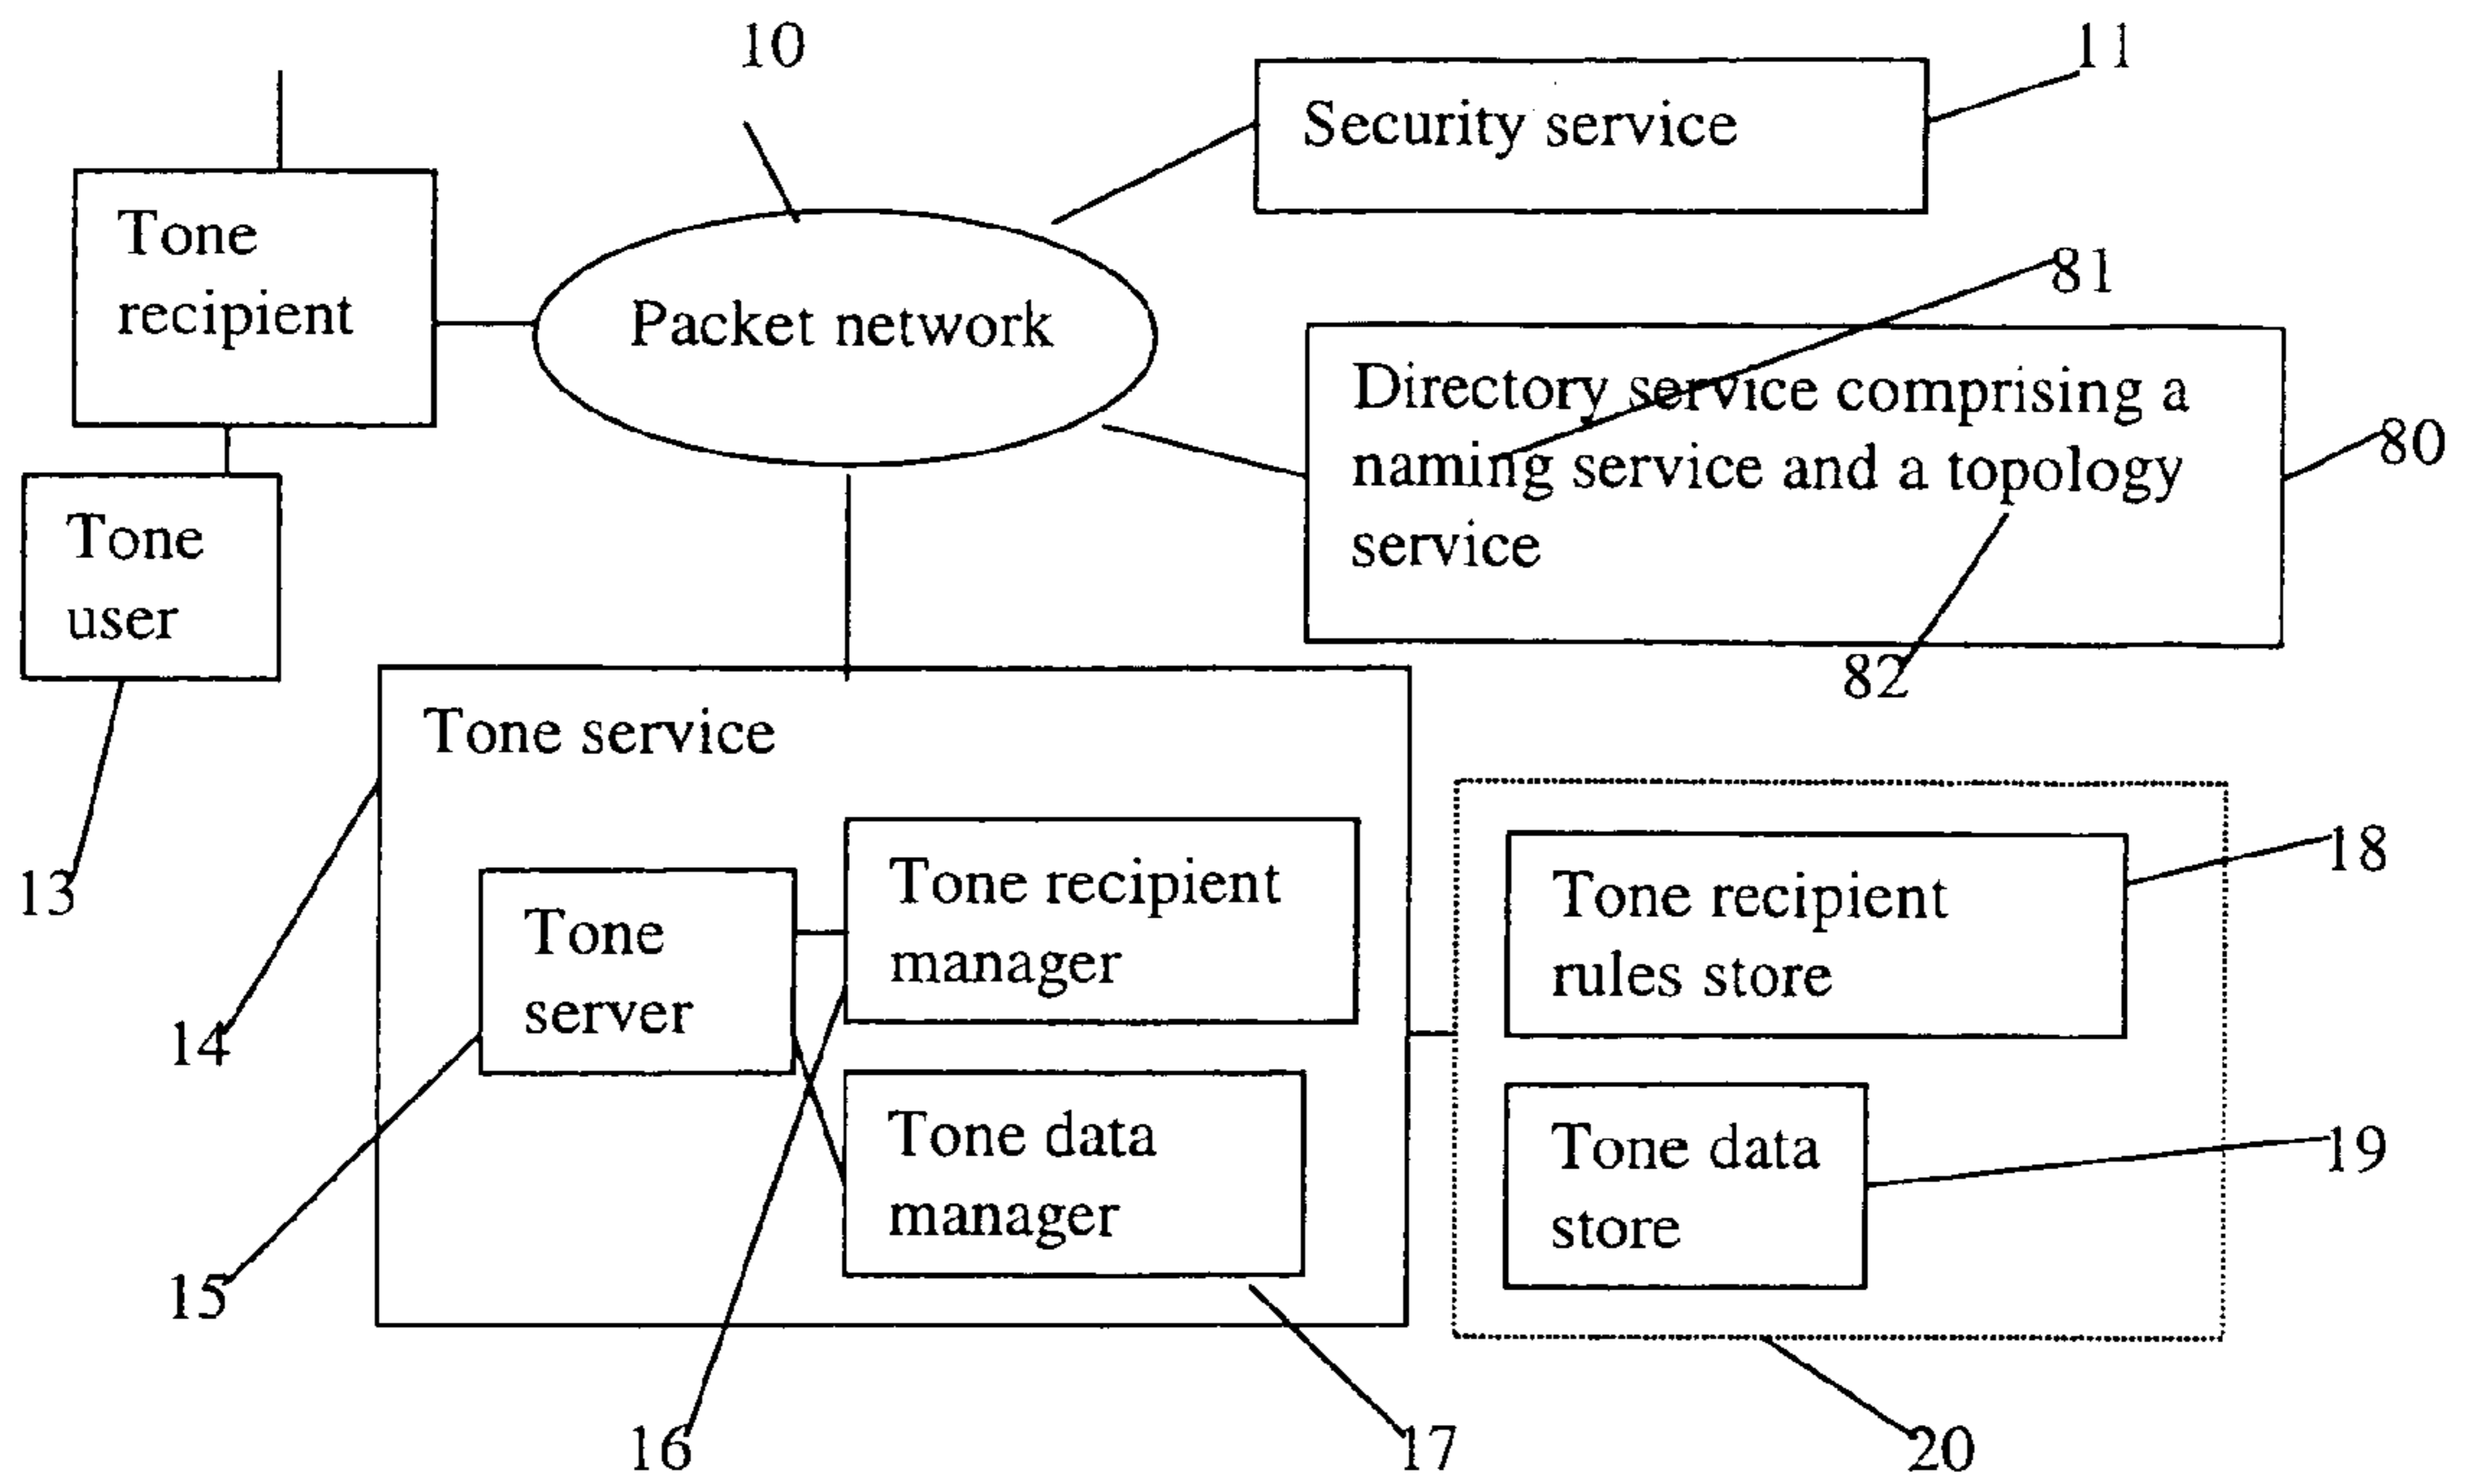 10
11
Security service
Tone
recipient
81
Packet network
Directory service comprising a
naming service and a topology
service
80
Tone
user
82
Tone service
13
14
Tone recipient
manager
Tone
server
18
Tone recipient
rules store
Tone data
manager
19
Tone data
store
15
16
17
20